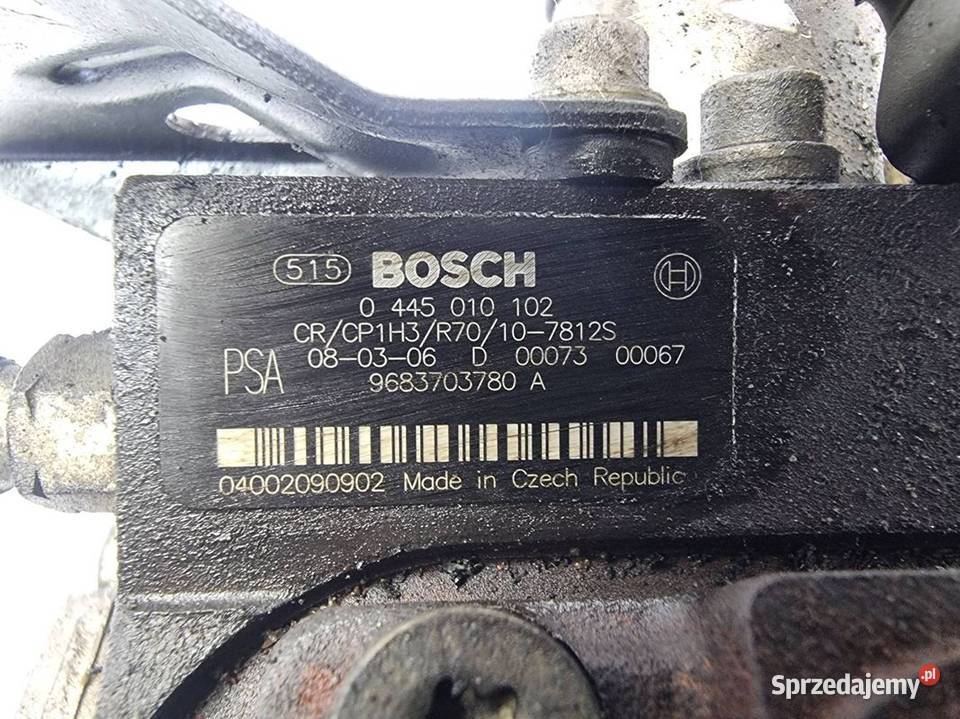 515 BOSCH
0 445 010 102
CR/CP1H3/R70/10-7812S
PSA 08-03-06 D 00073 00067
9683703780 A
04002090902 Made in Czech Republic
Sprzedajemy.pl